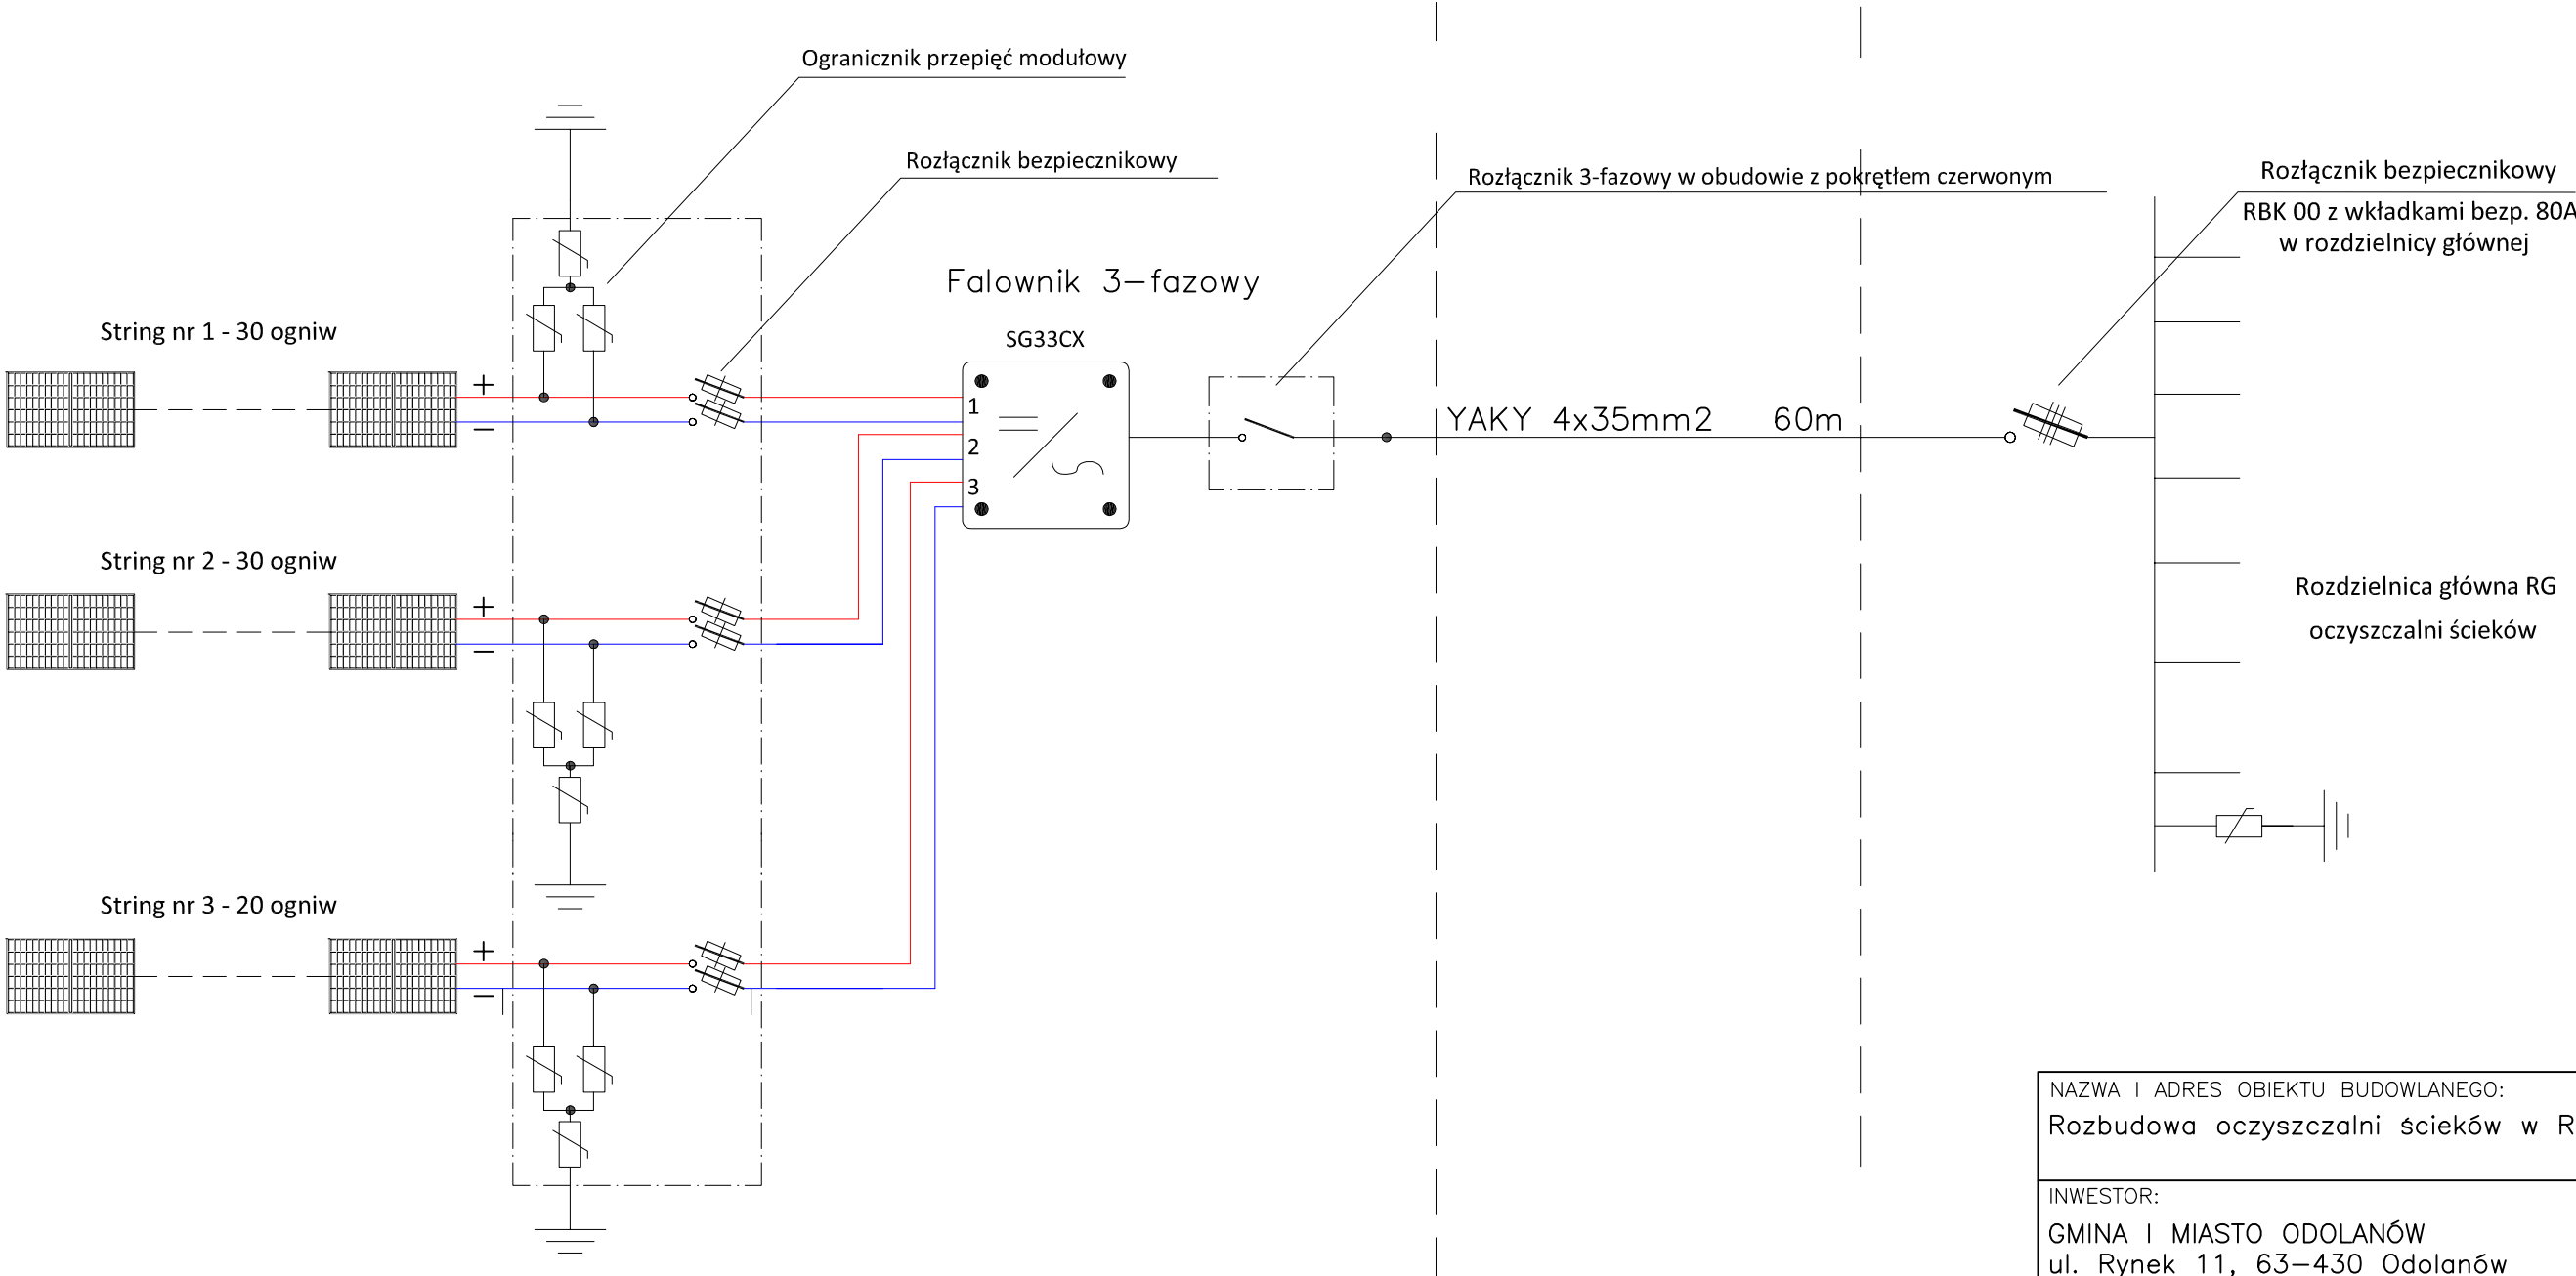 Ogranicznik przepięć modułowy
Rozłącznik bezpiecznikowy
Rozłącznik 3-fazowy w obudowie z pokrętłem czerwonym
Rozłącznik bezpiecznikowy
RBK 00 z wkładkami bezp. 80A
w rozdzielnicy głównej
Falownik 3-fazowy
SG33CX
String nr 1 - 30 ogniw
+
−
1
2
3
YAKY 4x35mm2 60m
String nr 2 - 30 ogniw
+
−
Rozdzielnica główna RG
oczyszczalni ścieków
String nr 3 - 20 ogniw
+
−
NAZWA I ADRES OBIEKTU BUDOWLANEGO:
Rozbudowa oczyszczalni ścieków w R
INWESTOR:
GMINA I MIASTO ODOLANÓW
ul. Rynek 11, 63-430 Odolanów